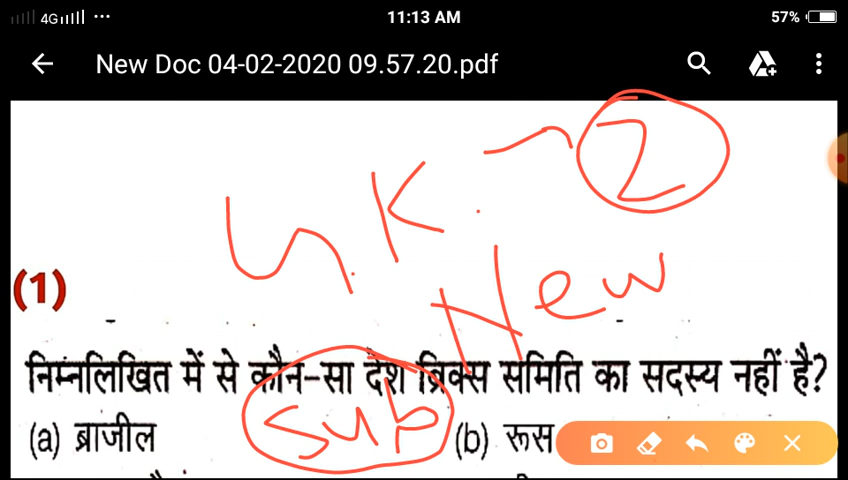 4G 11:13 AM 57%
New Doc 04-02-2020 09.57.20.pdf
G.K. - 2
New
(1)
निम्नलिखित में से कौन-सा देश ब्रिक्स समिति का सदस्य नहीं है?
sub
(a) ब्राजील (b) रूस